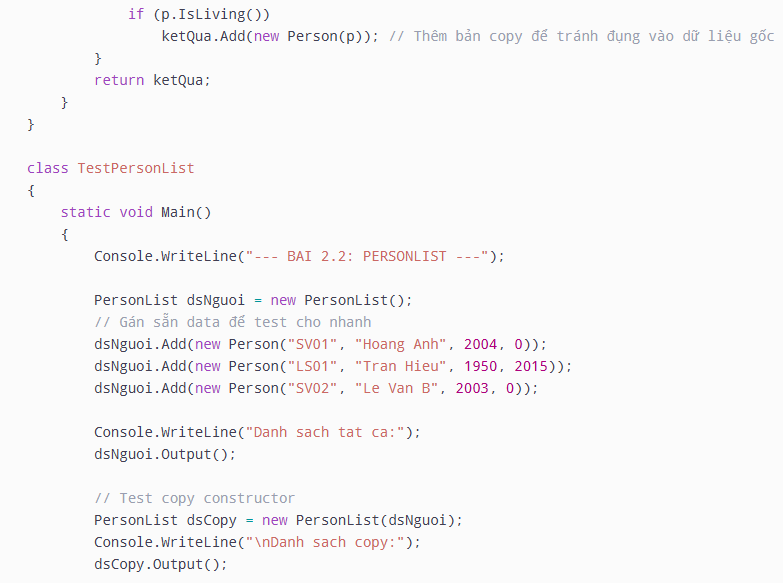 if (p.IsLiving())
ketQua.Add(new Person(p)); // Thêm bản copy để tránh đụng vào dữ liệu gốc
}
return ketQua;
}
}
class TestPersonList
{
static void Main()
{
Console.WriteLine("--- BAI 2.2: PERSONLIST ---");
PersonList dsNguoi = new PersonList();
// Gán sẵn data để test cho nhanh
dsNguoi.Add(new Person("SV01", "Hoang Anh", 2004, 0));
dsNguoi.Add(new Person("LS01", "Tran Hieu", 1950, 2015));
dsNguoi.Add(new Person("SV02", "Le Van B", 2003, 0));
Console.WriteLine("Danh sach tat ca:");
dsNguoi.Output();
// Test copy constructor
PersonList dsCopy = new PersonList(dsNguoi);
Console.WriteLine("\nDanh sach copy:");
dsCopy.Output();